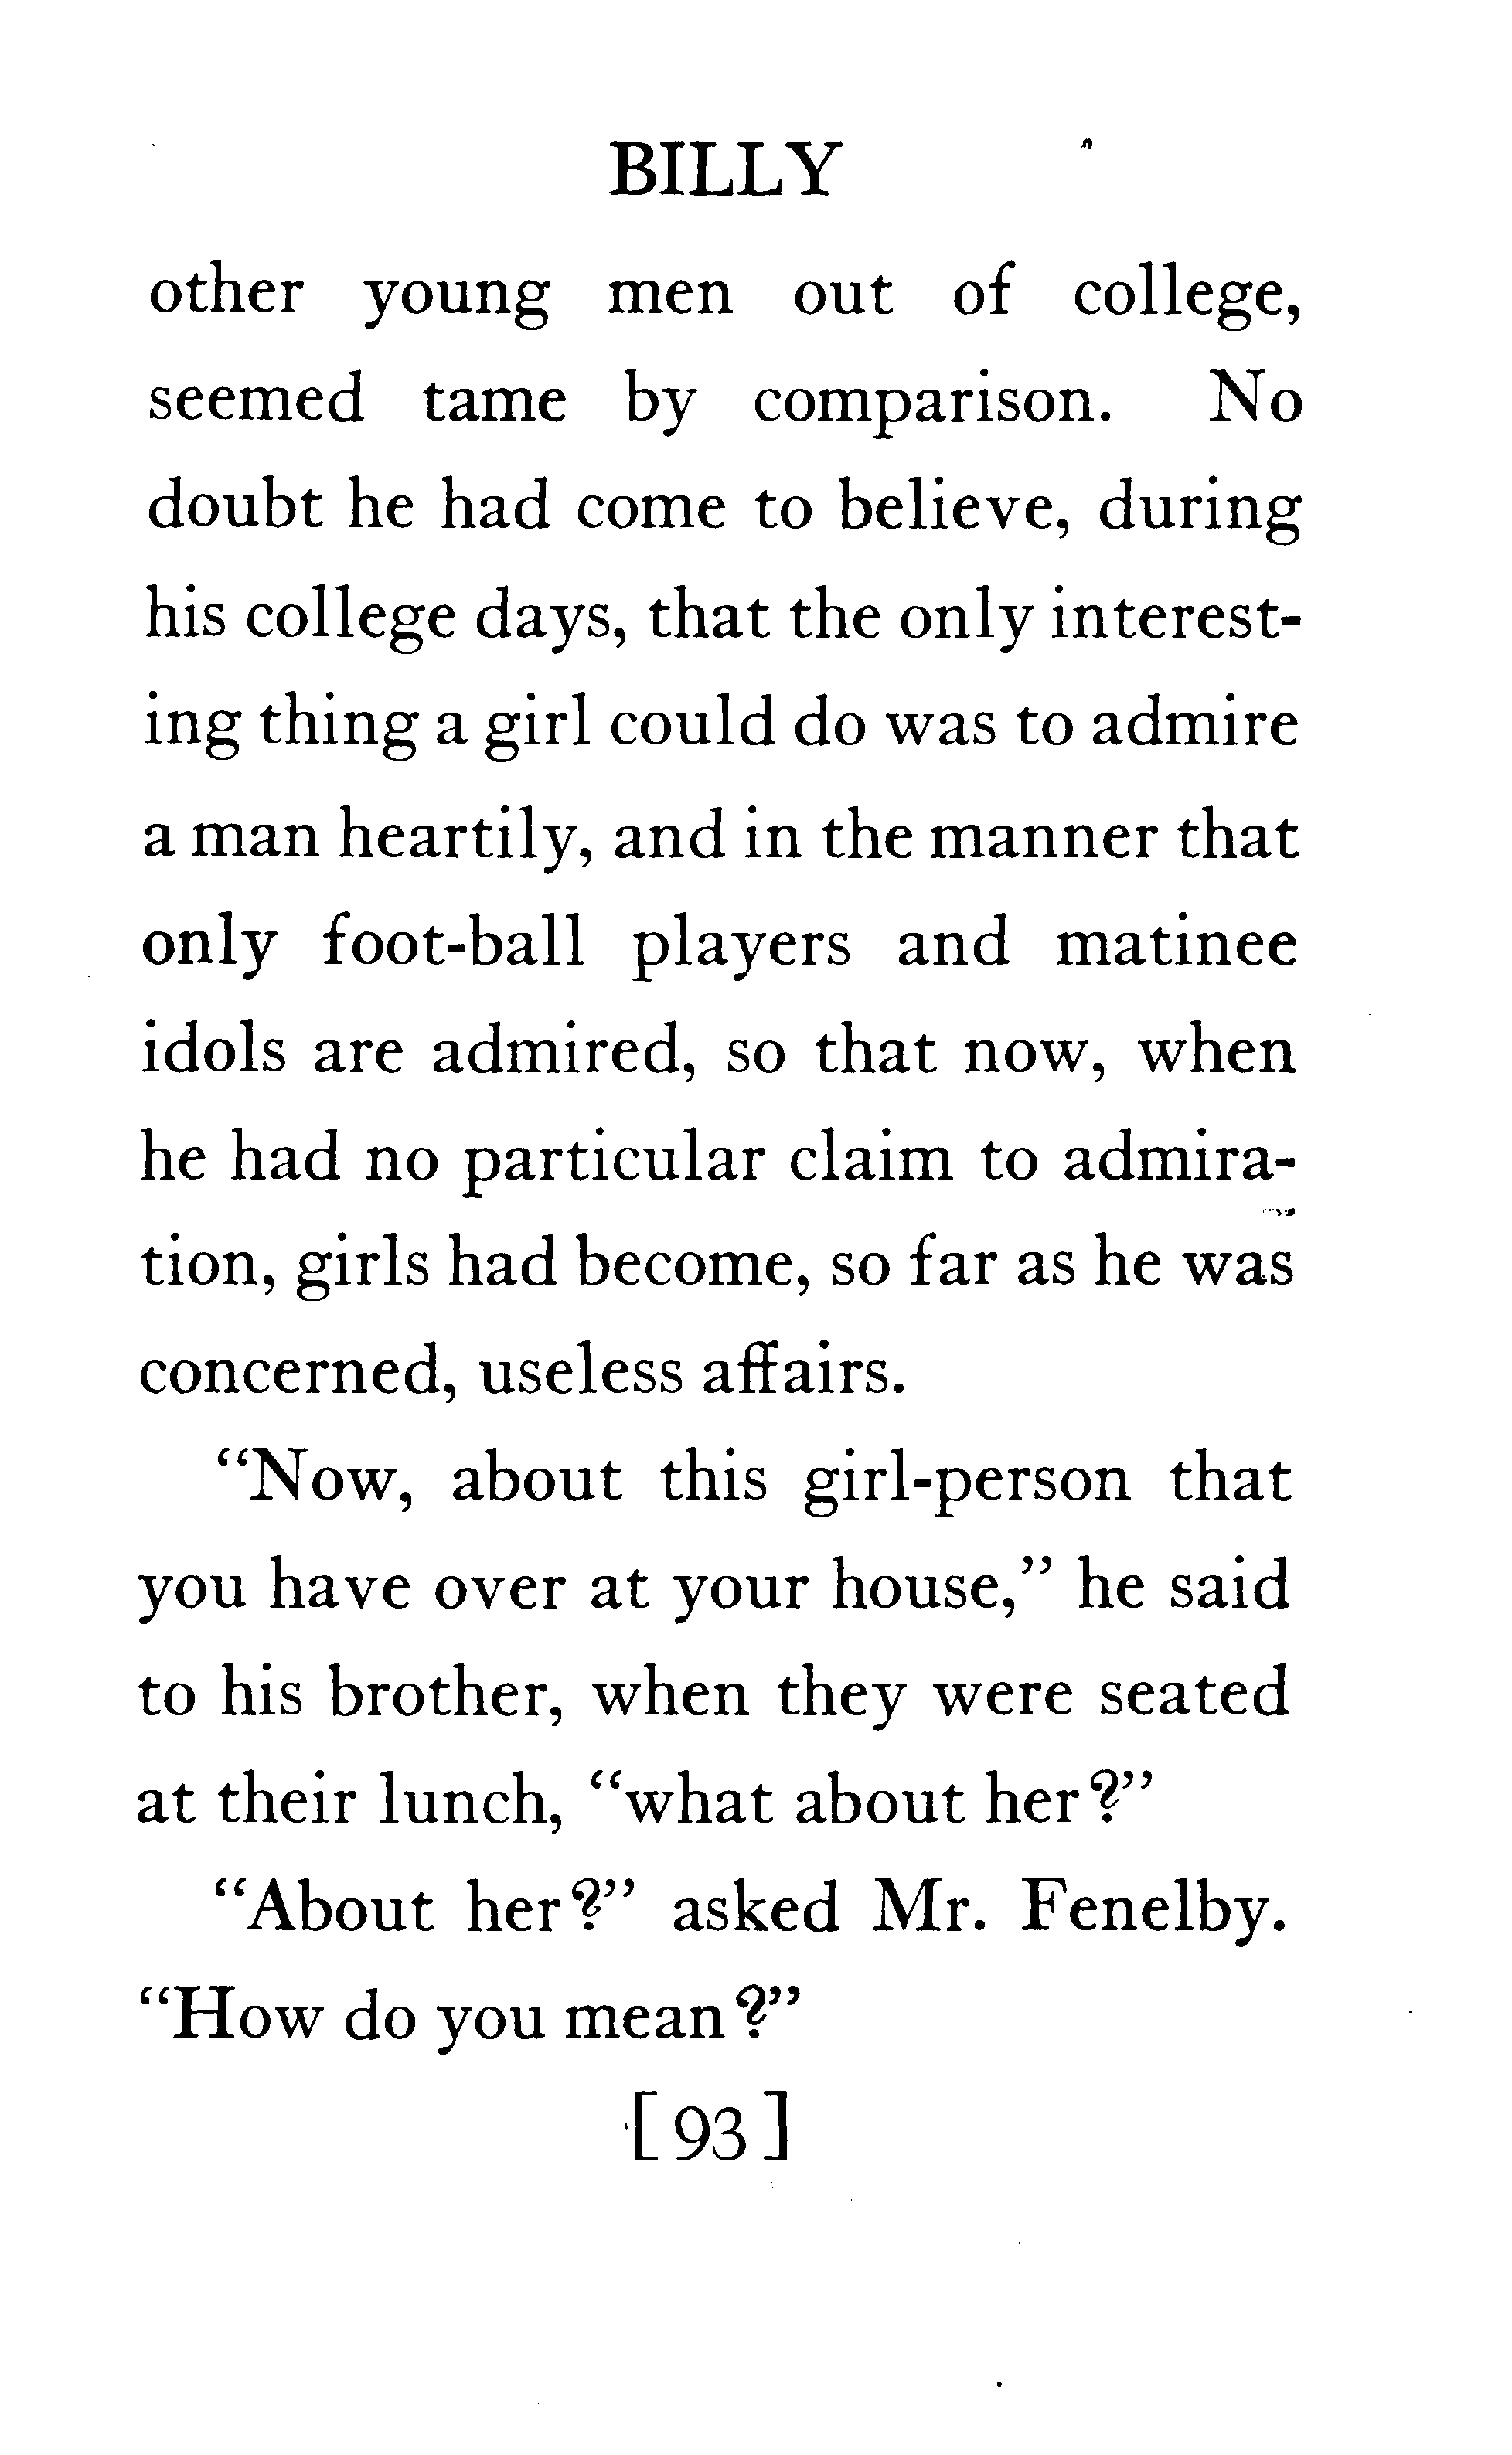 BILLY
other young men out of college,
seemed tame by comparison. No
doubt he had come to believe, during
his college days, that the only interest-
ing thing a girl could do was to admire
a man heartily, and in the manner that
only foot-ball players and matinee
idols are admired, so that now, when
he had no particular claim to admira-
tion, girls had become, so far as he was
concerned, useless affairs.
“Now, about this girl-person that
you have over at your house,” he said
to his brother, when they were seated
at their lunch, “what about her?”
“About her?” asked Mr. Fenelby.
“How do you mean?”
[93]